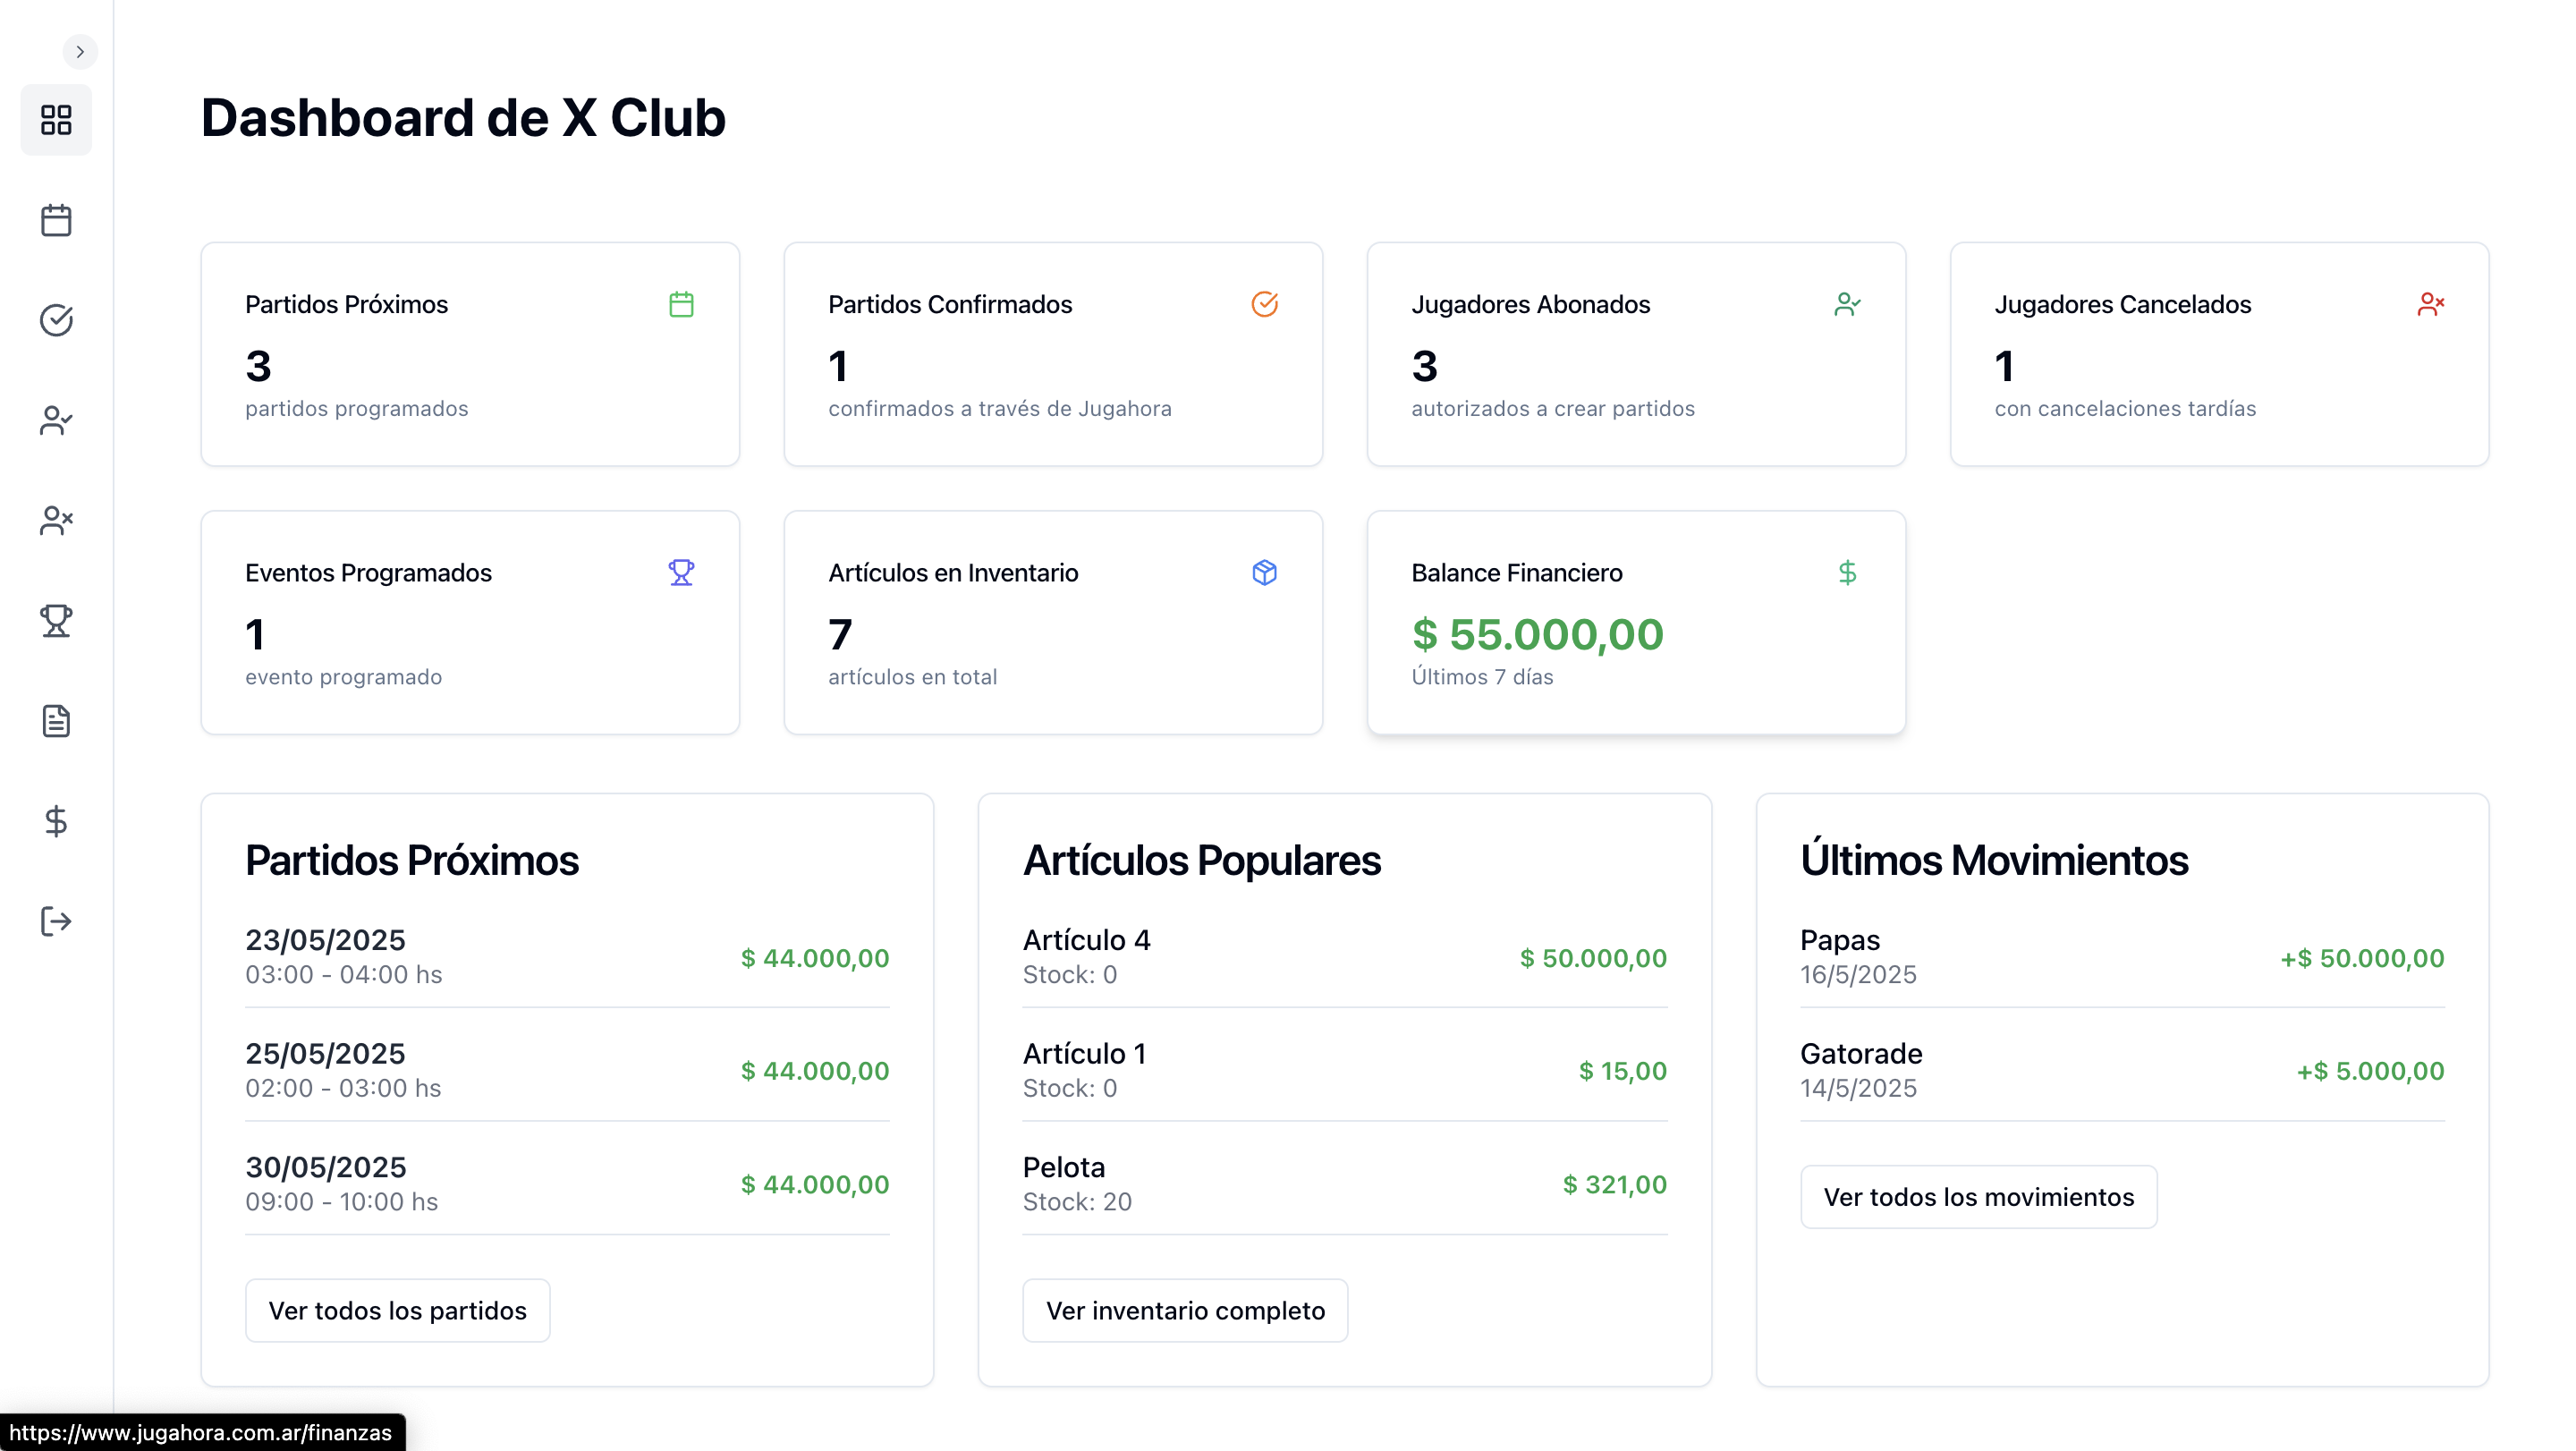 Dashboard de X Club
Partidos Próximos
3
partidos programados
Partidos Confirmados
1
confirmados a través de Jugahora
Jugadores Abonados
3
autorizados a crear partidos
Jugadores Cancelados
1
con cancelaciones tardías
Eventos Programados
1
evento programado
Artículos en Inventario
7
artículos en total
Balance Financiero
$ 55.000,00
Últimos 7 días
Partidos Próximos
23/05/2025
03:00 - 04:00 hs
$ 44.000,00
25/05/2025
02:00 - 03:00 hs
$ 44.000,00
30/05/2025
09:00 - 10:00 hs
$ 44.000,00
Ver todos los partidos
Artículos Populares
Artículo 4
Stock: 0
$ 50.000,00
Artículo 1
Stock: 0
$ 15,00
Pelota
Stock: 20
$ 321,00
Ver inventario completo
Últimos Movimientos
Papas
16/5/2025
+$ 50.000,00
Gatorade
14/5/2025
+$ 5.000,00
Ver todos los movimientos
https://www.jugahora.com.ar/finanzas